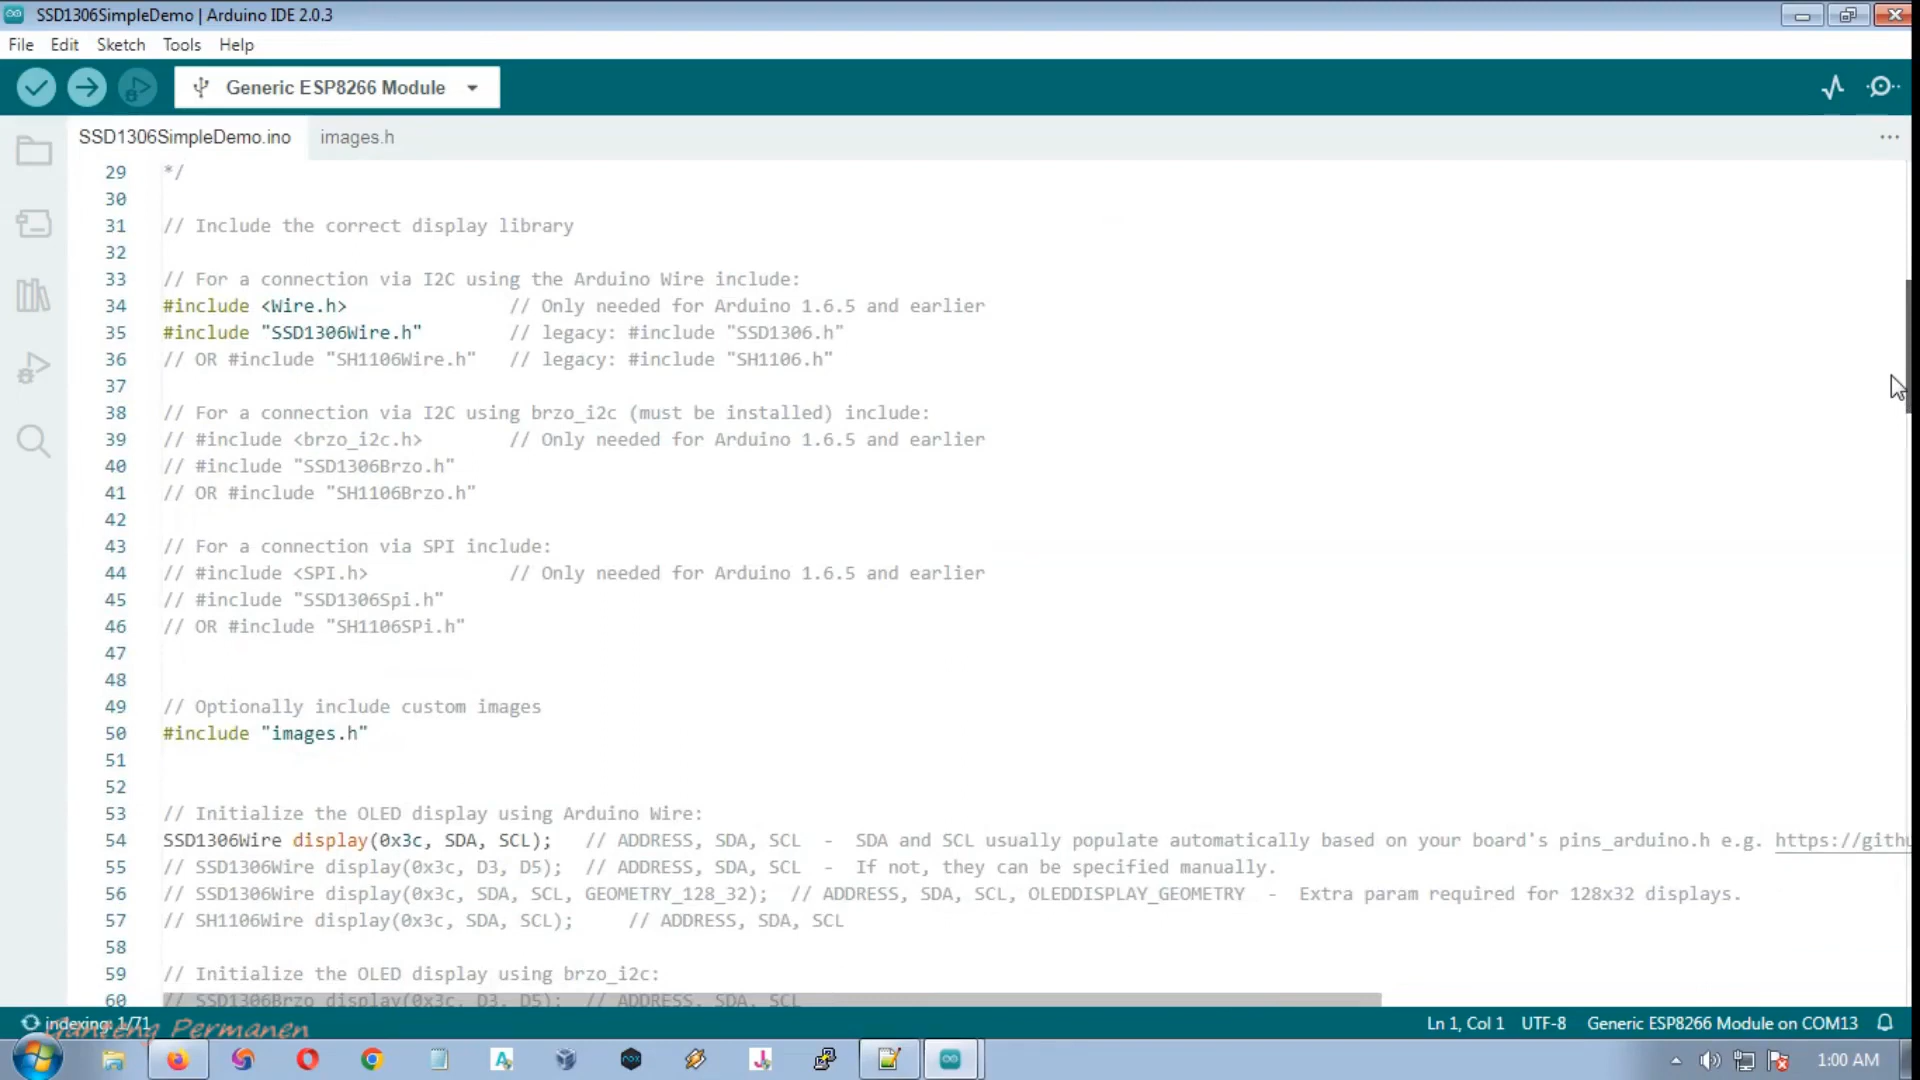 SSD1306SimpleDemo | Arduino IDE 2.0.3
File Edit Sketch Tools Help
Generic ESP8266 Module
SSD1306SimpleDemo.ino images.h
29 */
30
31 // Include the correct display library
32
33 // For a connection via I2C using the Arduino Wire include:
34 #include <Wire.h> // Only needed for Arduino 1.6.5 and earlier
35 #include "SSD1306Wire.h" // legacy: #include "SSD1306.h"
36 // OR #include "SH1106Wire.h" // legacy: #include "SH1106.h"
37
38 // For a connection via I2C using brzo_i2c (must be installed) include:
39 // #include <brzo_i2c.h> // Only needed for Arduino 1.6.5 and earlier
40 // #include "SSD1306Brzo.h"
41 // OR #include "SH1106Brzo.h"
42
43 // For a connection via SPI include:
44 // #include <SPI.h> // Only needed for Arduino 1.6.5 and earlier
45 // #include "SSD1306Spi.h"
46 // OR #include "SH1106SPi.h"
47
48
49 // Optionally include custom images
50 #include "images.h"
51
52
53 // Initialize the OLED display using Arduino Wire:
54 SSD1306Wire display(0x3c, SDA, SCL); // ADDRESS, SDA, SCL - SDA and SCL usually populate automatically based on your board's pins_arduino.h e.g. https://githu
55 // SSD1306Wire display(0x3c, D3, D5); // ADDRESS, SDA, SCL - If not, they can be specified manually.
56 // SSD1306Wire display(0x3c, SDA, SCL, GEOMETRY_128_32); // ADDRESS, SDA, SCL, OLEDDISPLAY_GEOMETRY - Extra param required for 128x32 displays.
57 // SH1106Wire display(0x3c, SDA, SCL); // ADDRESS, SDA, SCL
58
59 // Initialize the OLED display using brzo_i2c:
60 // SSD1306Brzo display(0x3c, D3, D5); // ADDRESS, SDA, SCL
indexing: 1/71 Ln 1, Col 1 UTF-8 Generic ESP8266 Module on COM13
Ganteng Permanen
1:00 AM